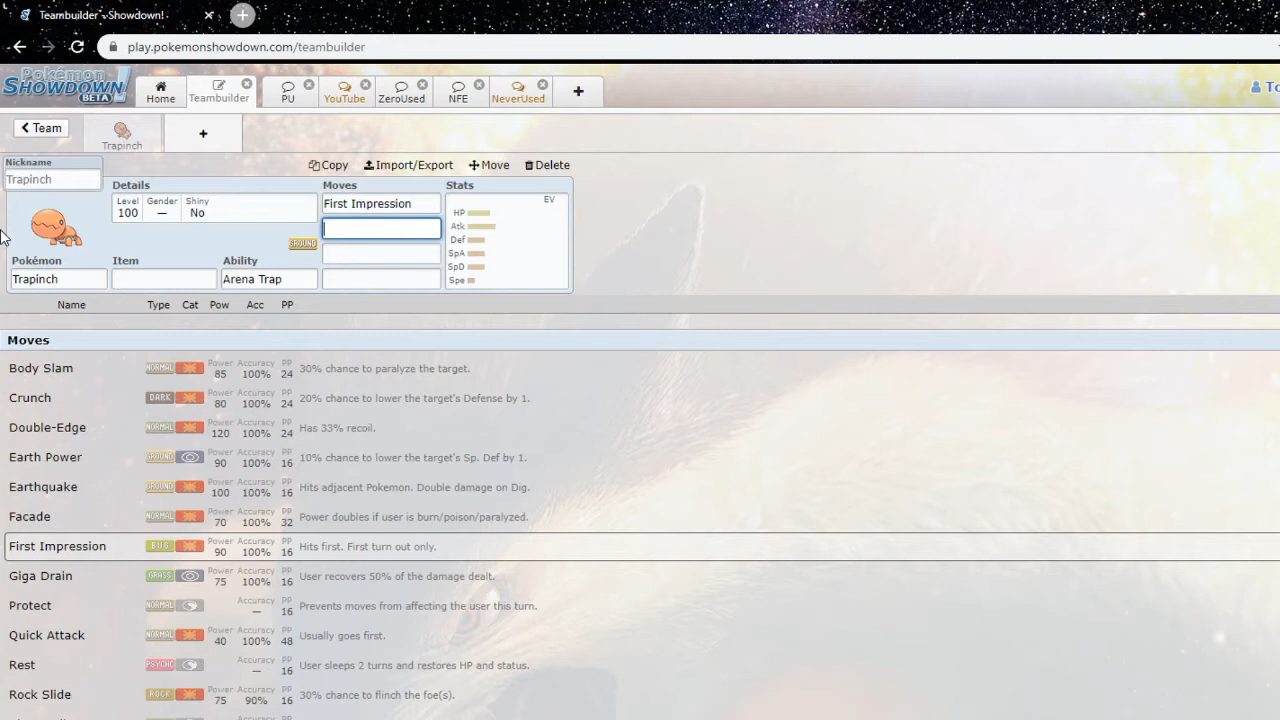 Teambuilder - Showdown!
play.pokemonshowdown.com/teambuilder
Pokémon
SHOWDOWN!
BETA
Home
Teambuilder
PU
YouTube
ZeroUsed
NFE
NeverUsed
To
Team
Trapinch
Nickname
Trapinch
Copy Import/Export Move Delete
Details
Level Gender Shiny
100 — No
GROUND
Moves
First Impression
Stats
EV
HP
Atk
Def
SpA
SpD
Spe
Pokémon Item Ability
Trapinch Arena Trap
Name Type Cat Pow Acc PP
Moves
Body Slam NORMAL Power 85 Accuracy 100% PP 24 30% chance to paralyze the target.
Crunch DARK Power 80 Accuracy 100% PP 24 20% chance to lower the target's Defense by 1.
Double-Edge NORMAL Power 120 Accuracy 100% PP 24 Has 33% recoil.
Earth Power GROUND Power 90 Accuracy 100% PP 16 10% chance to lower the target's Sp. Def by 1.
Earthquake GROUND Power 100 Accuracy 100% PP 16 Hits adjacent Pokemon. Double damage on Dig.
Facade NORMAL Power 70 Accuracy 100% PP 32 Power doubles if user is burn/poison/paralyzed.
First Impression BUG Power 90 Accuracy 100% PP 16 Hits first. First turn out only.
Giga Drain GRASS Power 75 Accuracy 100% PP 16 User recovers 50% of the damage dealt.
Protect NORMAL Accuracy — PP 16 Prevents moves from affecting the user this turn.
Quick Attack NORMAL Power 40 Accuracy 100% PP 48 Usually goes first.
Rest PSYCHC Accuracy — PP 16 User sleeps 2 turns and restores HP and status.
Rock Slide ROCK Power 75 Accuracy 90% PP 16 30% chance to flinch the foe(s).